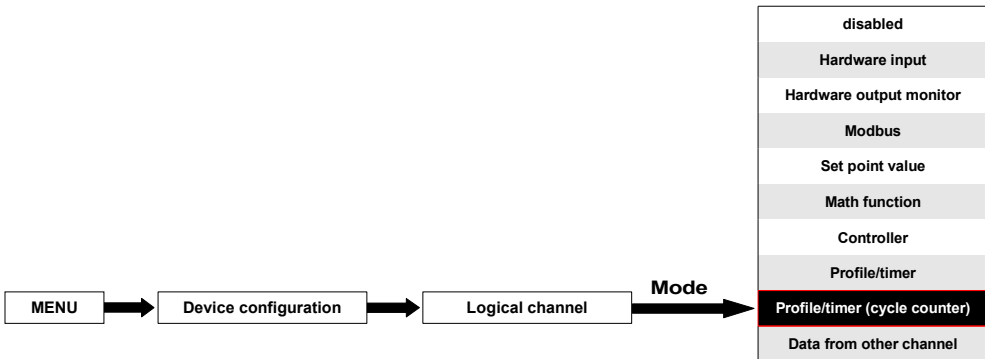 disabled
Hardware input
Hardware output monitor
Modbus
Set point value
Math function
Controller
Profile/timer
MENU
Device configuration
Logical channel
Mode
Profile/timer (cycle counter)
Data from other channel